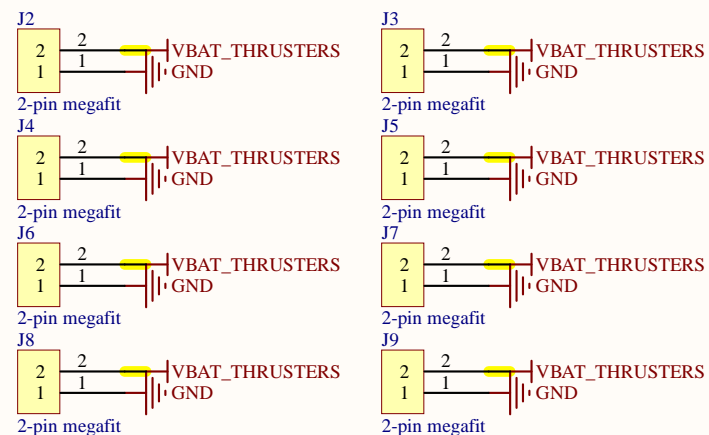 J2
2 2 VBAT_THRUSTERS
1 1 GND
2-pin megafit
J3
2 2 VBAT_THRUSTERS
1 1 GND
2-pin megafit
J4
2 2 VBAT_THRUSTERS
1 1 GND
2-pin megafit
J5
2 2 VBAT_THRUSTERS
1 1 GND
2-pin megafit
J6
2 2 VBAT_THRUSTERS
1 1 GND
2-pin megafit
J7
2 2 VBAT_THRUSTERS
1 1 GND
2-pin megafit
J8
2 2 VBAT_THRUSTERS
1 1 GND
2-pin megafit
J9
2 2 VBAT_THRUSTERS
1 1 GND
2-pin megafit